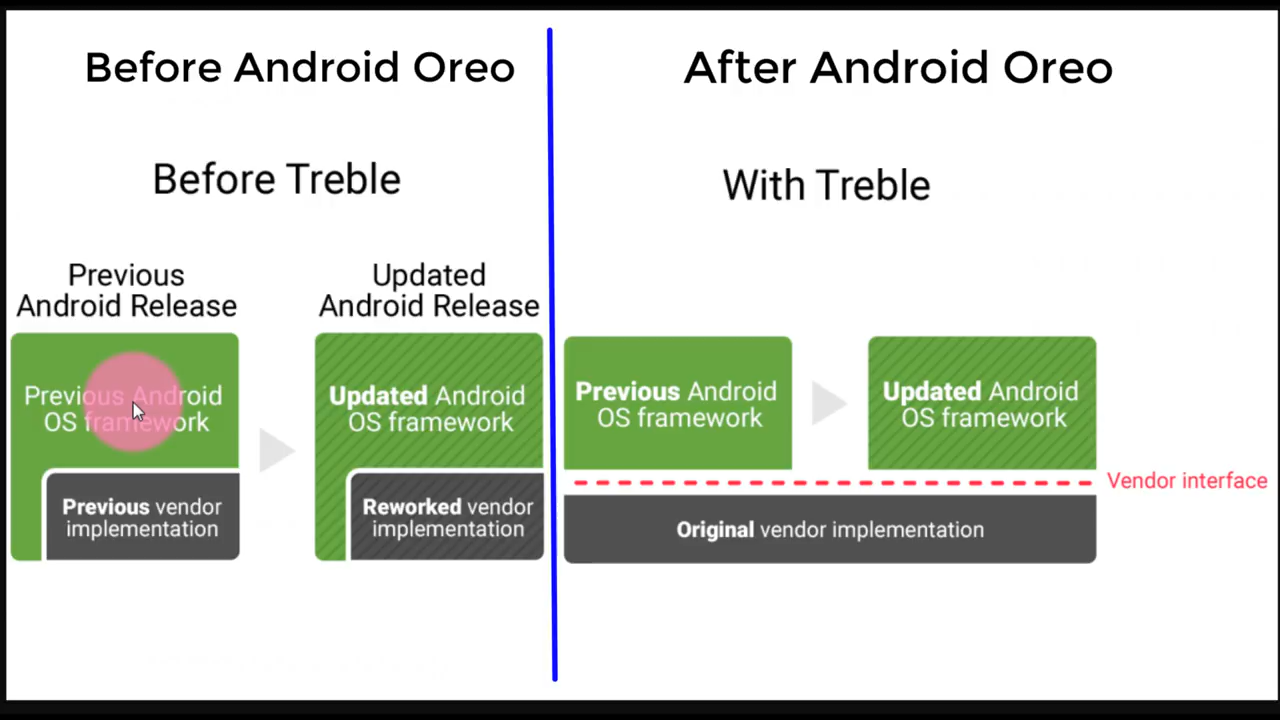 Before Android Oreo
Before Treble
Previous
Android Release
Updated
Android Release
Previous Android
OS framework
Previous vendor
implementation
Updated Android
OS framework
Reworked vendor
implementation
After Android Oreo
With Treble
Previous Android
OS framework
Updated Android
OS framework
Vendor interface
Original vendor implementation